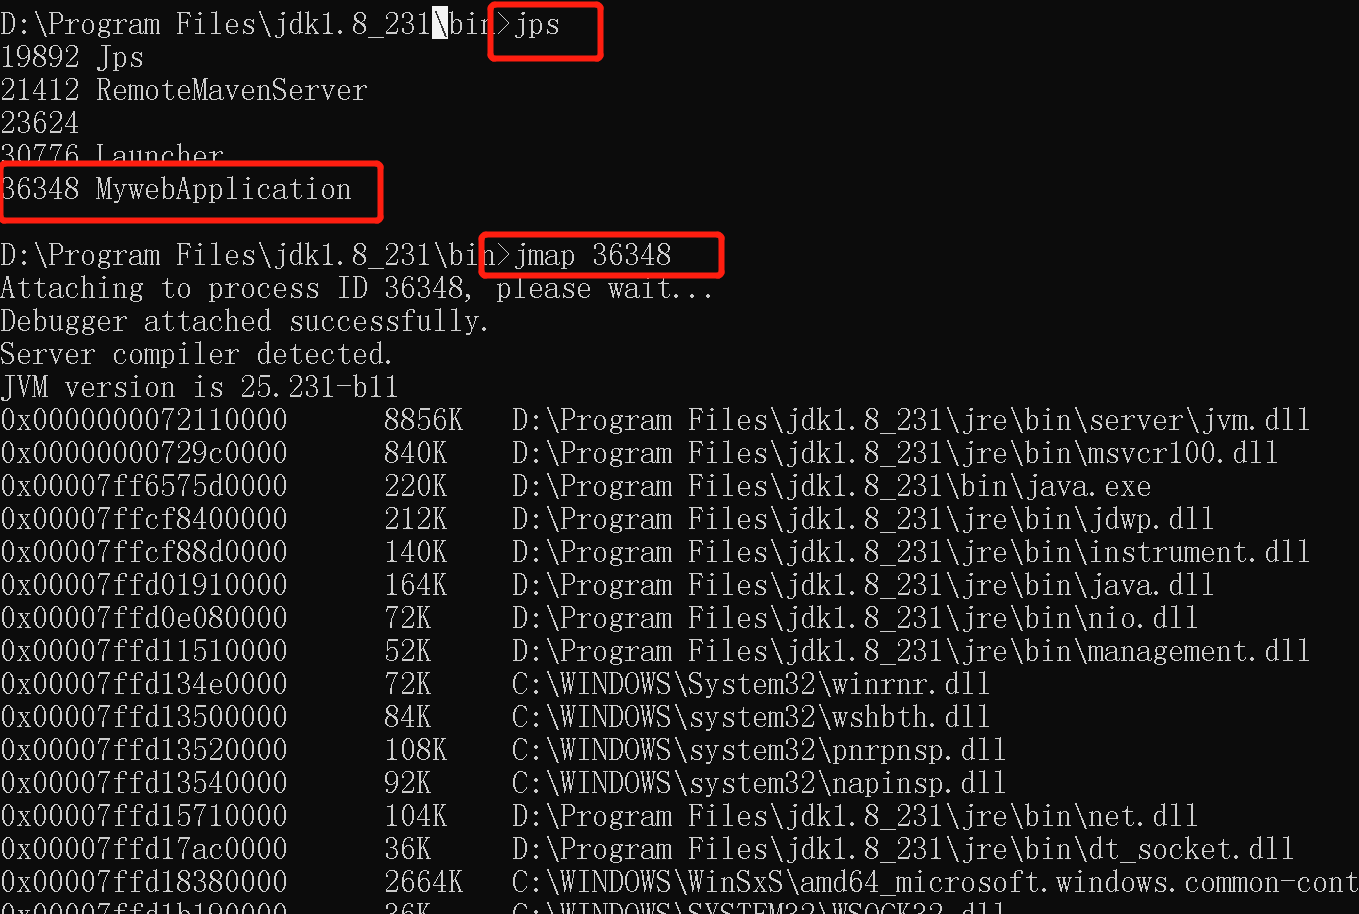 D:\Program Files\jdk1.8_231\bin>jps
19892 Jps
21412 RemoteMavenServer
23624
30776 Launcher
36348 MywebApplication
D:\Program Files\jdk1.8_231\bin>jmap 36348
Attaching to process ID 36348, please wait...
Debugger attached successfully.
Server compiler detected.
JVM version is 25.231-b11
0x0000000072110000 8856K D:\Program Files\jdk1.8_231\jre\bin\server\jvm.dll
0x00000000729c0000 840K D:\Program Files\jdk1.8_231\jre\bin\msvcr100.dll
0x00007ff6575d0000 220K D:\Program Files\jdk1.8_231\bin\java.exe
0x00007ffcf8400000 212K D:\Program Files\jdk1.8_231\jre\bin\jdwp.dll
0x00007ffcf88d0000 140K D:\Program Files\jdk1.8_231\jre\bin\instrument.dll
0x00007ffd01910000 164K D:\Program Files\jdk1.8_231\jre\bin\java.dll
0x00007ffd0e080000 72K D:\Program Files\jdk1.8_231\jre\bin\nio.dll
0x00007ffd11510000 52K D:\Program Files\jdk1.8_231\jre\bin\management.dll
0x00007ffd134e0000 72K C:\WINDOWS\System32\winrnr.dll
0x00007ffd13500000 84K C:\WINDOWS\system32\wshbth.dll
0x00007ffd13520000 108K C:\WINDOWS\system32\pnrpnsp.dll
0x00007ffd13540000 92K C:\WINDOWS\system32\napinsp.dll
0x00007ffd15710000 104K D:\Program Files\jdk1.8_231\jre\bin\net.dll
0x00007ffd17ac0000 36K D:\Program Files\jdk1.8_231\jre\bin\dt_socket.dll
0x00007ffd18380000 2664K C:\WINDOWS\WinSxS\amd64_microsoft.windows.common-cont
0x00007ffd1b190000 36K C:\WINDOWS\SYSTEM32\WSOCK32.dll